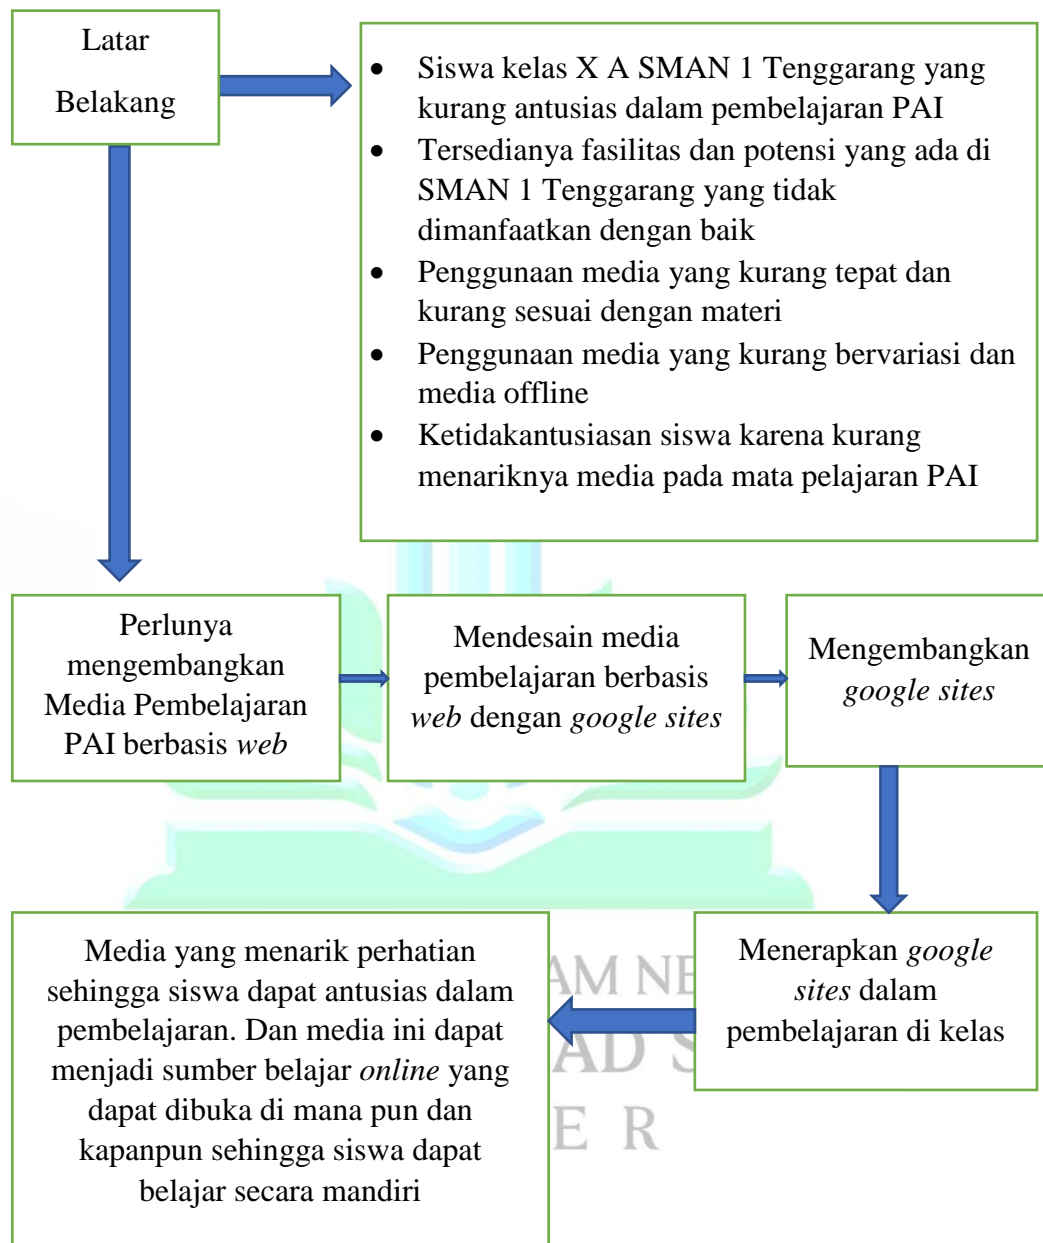 Latar
Belakang
• Siswa kelas X A SMAN 1 Tenggarang yang
kurang antusias dalam pembelajaran PAI
• Tersedianya fasilitas dan potensi yang ada di
SMAN 1 Tenggarang yang tidak
dimanfaatkan dengan baik
• Penggunaan media yang kurang tepat dan
kurang sesuai dengan materi
• Penggunaan media yang kurang bervariasi dan
media offline
• Ketidakantusiasan siswa karena kurang
menariknya media pada mata pelajaran PAI
Perlunya
mengembangkan
Media Pembelajaran
PAI berbasis web
Mendesain media
pembelajaran berbasis
web dengan google sites
Mengembangkan
google sites
Menerapkan google
sites dalam
pembelajaran di kelas
Media yang menarik perhatian
sehingga siswa dapat antusias dalam
pembelajaran. Dan media ini dapat
menjadi sumber belajar online yang
dapat dibuka di mana pun dan
kapanpun sehingga siswa dapat
belajar secara mandiri
AM NE
AD S
E R